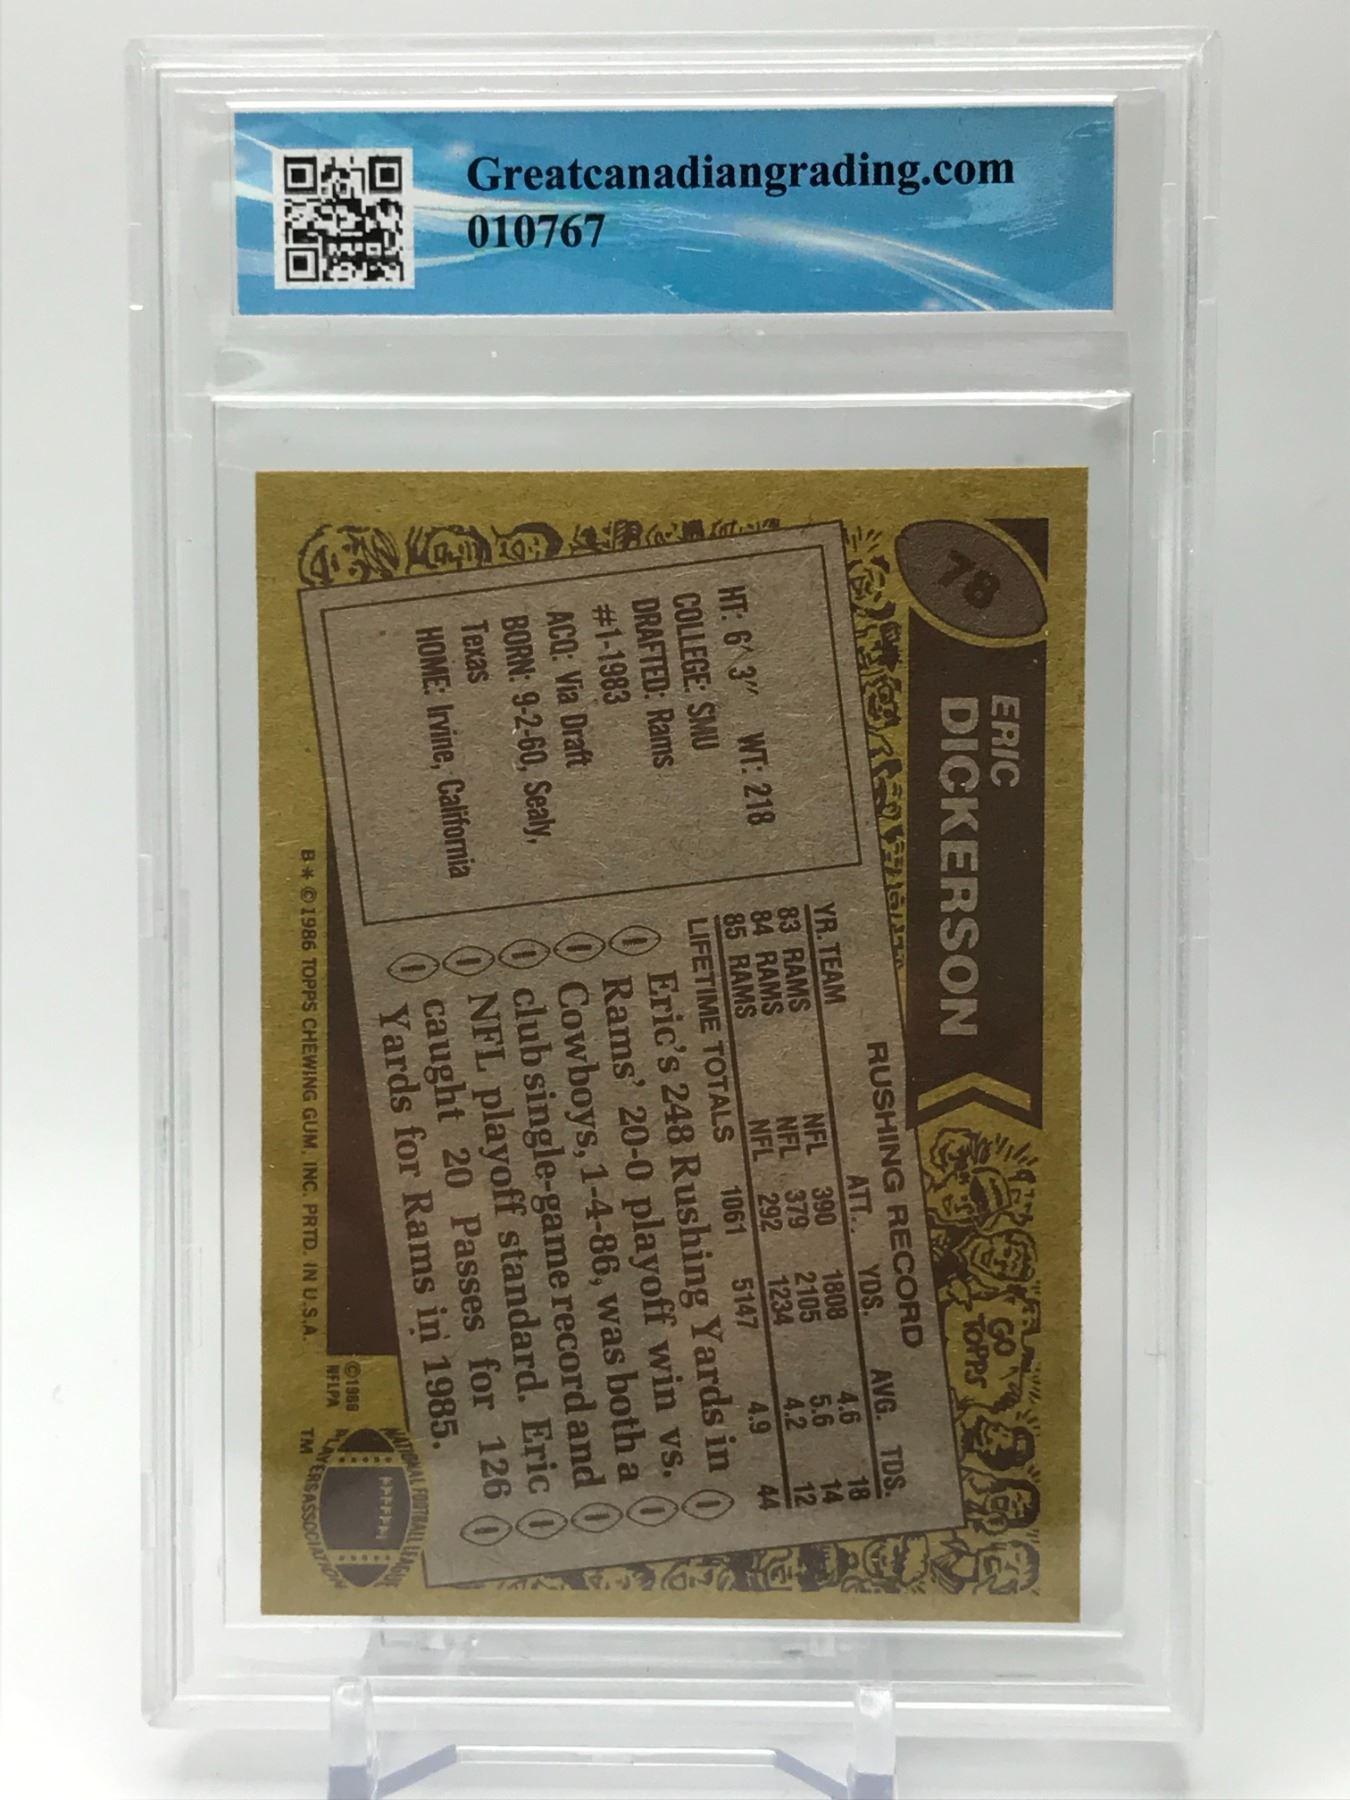 Greatcanadiangrading.com
010767
78
ERIC
DICKERSON
HT: 6' 3" WT: 218
COLLEGE: SMU
DRAFTED: Rams
#1-1983
ACQ: Via Draft
BORN: 9-2-60, Sealy,
Texas
HOME: Irvine, California
RUSHING RECORD
YR. TEAM ATT. YDS. AVG. TDS.
83 RAMS NFL 390 1808 4.6 18
84 RAMS NFL 379 2105 5.6 14
85 RAMS NFL 292 1234 4.2 12
LIFETIME TOTALS 1061 5147 4.9 44
Eric's 248 Rushing Yards in
Rams' 20-0 playoff win vs.
Cowboys, 1-4-86, was both a
club single-game record and
NFL playoff standard. Eric
caught 20 Passes for 126
Yards for Rams in 1985.
GO
TOPPS
B* ©1986 TOPPS CHEWING GUM, INC. PRTD. IN U.S.A.
©1986
NFLPA
NATIONAL FOOTBALL LEAGUE
PLAYERS ASSOCIATION
TM